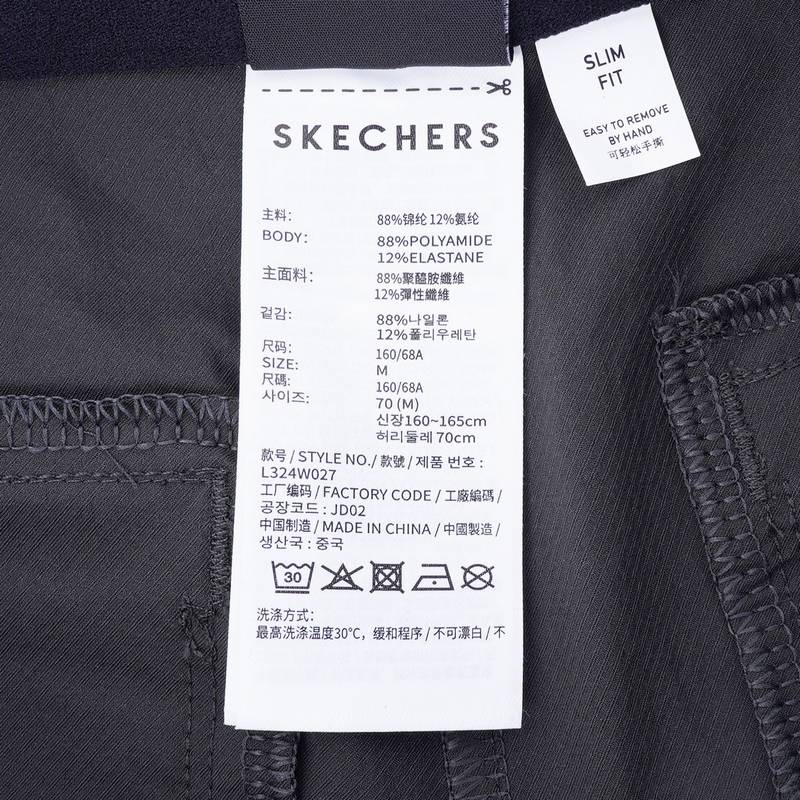 SKECHERS
主料: 88%锦纶 12%氨纶
BODY: 88%POLYAMIDE
12%ELASTANE
主面料: 88%聚醯胺纖維
12%彈性纖維
겉감: 88%나일론
12%폴리우레탄
尺码: 160/68A
SIZE: M
尺碼: 160/68A
사이즈: 70 (M)
신장160~165cm
허리둘레 70cm
款号 / STYLE NO./ 款號 / 제품 번호 :
L324W027
工厂编码 / FACTORY CODE / 工廠編碼 /
공장코드 : JD02
中国制造 / MADE IN CHINA / 中國製造 /
생산국 : 중국
30
洗涤方式:
最高洗涤温度30°C，缓和程序 / 不可漂白 / 不
SLIM
FIT
EASY TO REMOVE
BY HAND
可轻松手撕